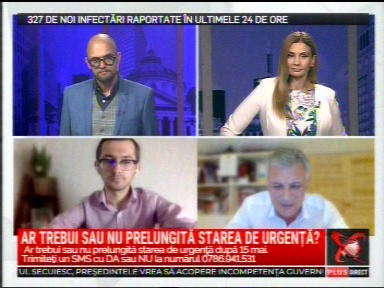 327 DE NOI INFECTĂRI RAPORTATE ÎN ULTIMELE 24 DE ORE
AR TREBUI SAU NU PRELUNGITĂ STAREA DE URGENȚĂ?
Ar trebui sau nu prelungită starea de urgență după 15 mai.
Trimiteți un SMS cu DA sau NU la numărul 0786.941.531
UL SECUIESC, PREȘEDINTELE VREA SĂ ACOPERE INCOMPETENȚA GUVERN
PLUS DIRECT